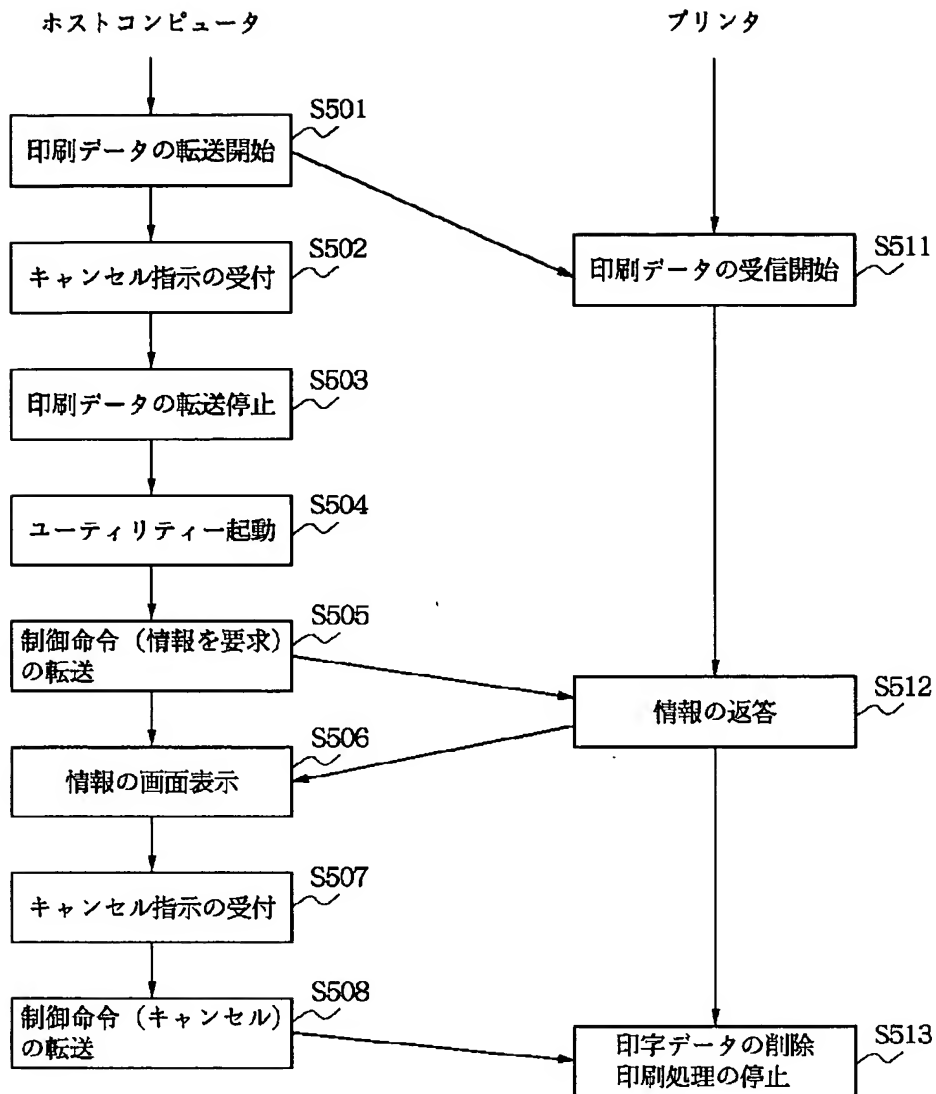 ホストコンピュータ
プリンタ
S501
印刷データの転送開始
S502
キャンセル指示の受付
S511
印刷データの受信開始
S503
印刷データの転送停止
S504
ユーティリティー起動
S505
制御命令（情報を要求）
の転送
S512
情報の返答
S506
情報の画面表示
S507
キャンセル指示の受付
S508
制御命令（キャンセル）
の転送
S513
印字データの削除
印刷処理の停止